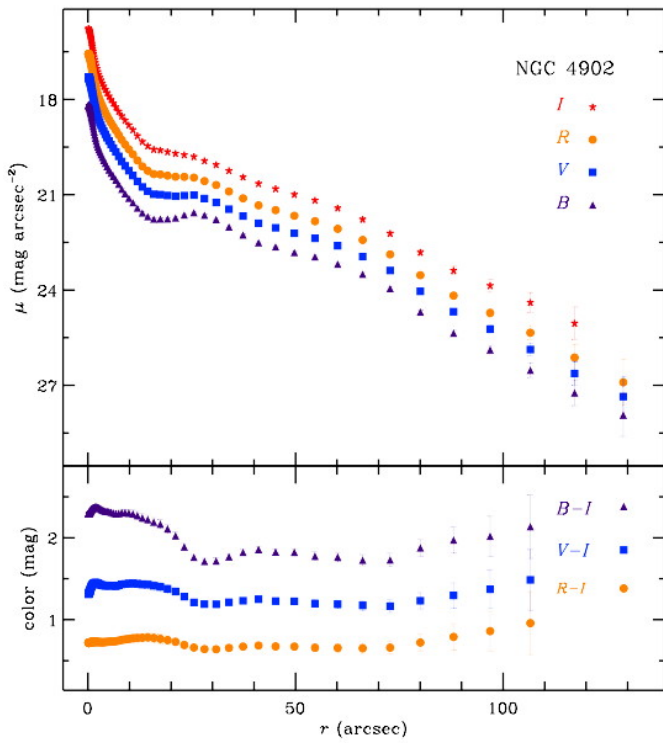 NGC 4902
I
R
V
B
18
21
24
27
μ (mag arcsec⁻²)
B-I
V-I
R-I
2
1
color (mag)
0 50 100
r (arcsec)